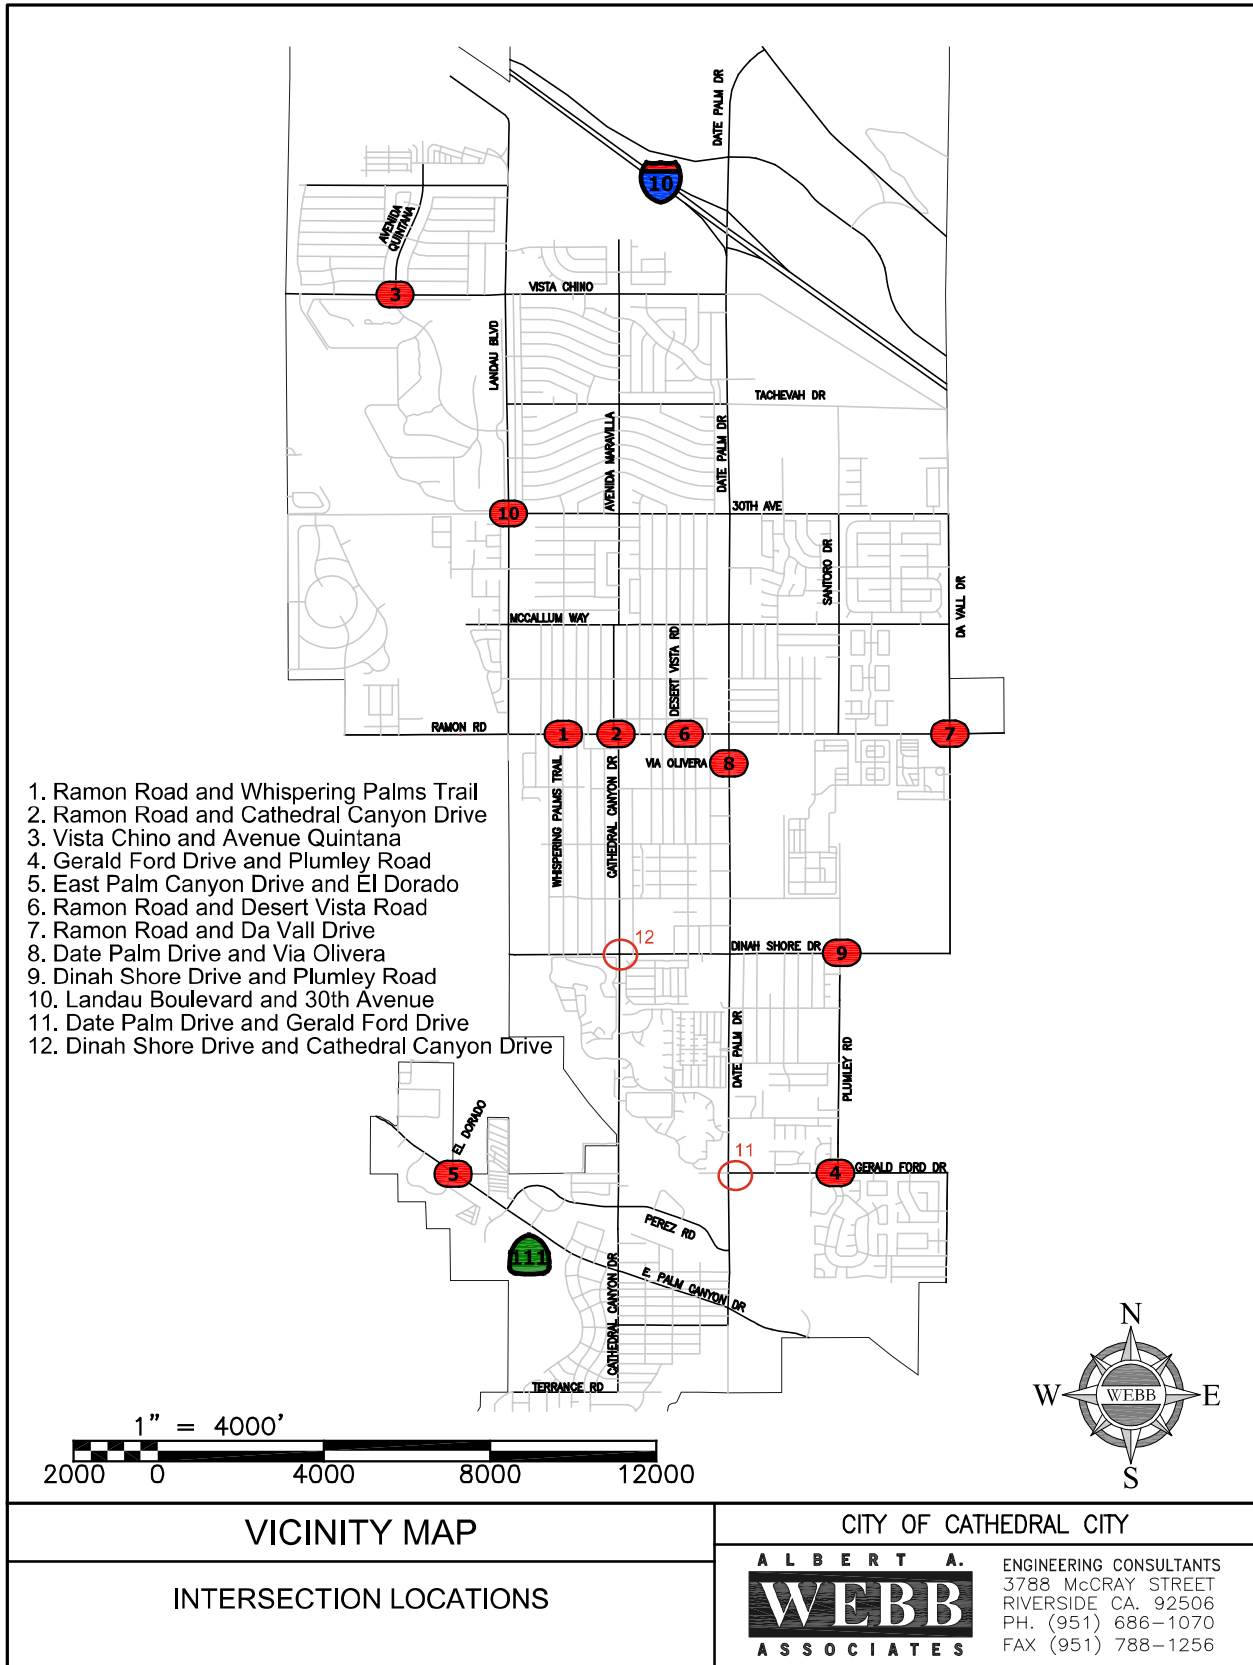 DATE PALM DR
10
AVENIDA
QUINTANA
3
VISTA CHINO
LANDAU BLVD
TACHEVAH DR
AVENIDA MARAVILLA
DATE PALM DR
10
30TH AVE
SANTORO DR
DA VALL DR
MCCALLUM WAY
DESERT VISTA RD
RAMON RD
1
2
6
7
VIA OLIVERA
8
WHISPERING PALMS TRAIL
CATHEDRAL CANYON DR
1. Ramon Road and Whispering Palms Trail
2. Ramon Road and Cathedral Canyon Drive
3. Vista Chino and Avenue Quintana
4. Gerald Ford Drive and Plumley Road
5. East Palm Canyon Drive and El Dorado
6. Ramon Road and Desert Vista Road
7. Ramon Road and Da Vall Drive
8. Date Palm Drive and Via Olivera
9. Dinah Shore Drive and Plumley Road
10. Landau Boulevard and 30th Avenue
11. Date Palm Drive and Gerald Ford Drive
12. Dinah Shore Drive and Cathedral Canyon Drive
12
DINAH SHORE DR
9
DATE PALM DR
PLUMLEY RD
EL DORADO
11
5
4
GERALD FORD DR
PEREZ RD
111
E. PALM CANYON DR
CATHEDRAL CANYON DR
TERRANCE RD
N
W
WEBB
E
S
1" = 4000'
2000 0 4000 8000 12000
VICINITY MAP
INTERSECTION LOCATIONS
CITY OF CATHEDRAL CITY
ALBERT A.
WEBB
ASSOCIATES
ENGINEERING CONSULTANTS
3788 McCRAY STREET
RIVERSIDE CA. 92506
PH. (951) 686-1070
FAX (951) 788-1256